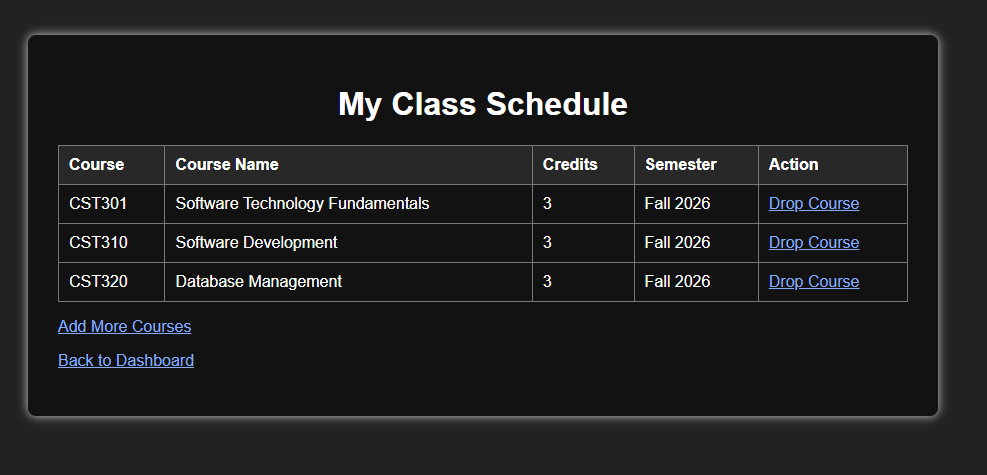 My Class Schedule
Course Course Name Credits Semester Action
CST301 Software Technology Fundamentals 3 Fall 2026 Drop Course
CST310 Software Development 3 Fall 2026 Drop Course
CST320 Database Management 3 Fall 2026 Drop Course
Add More Courses
Back to Dashboard